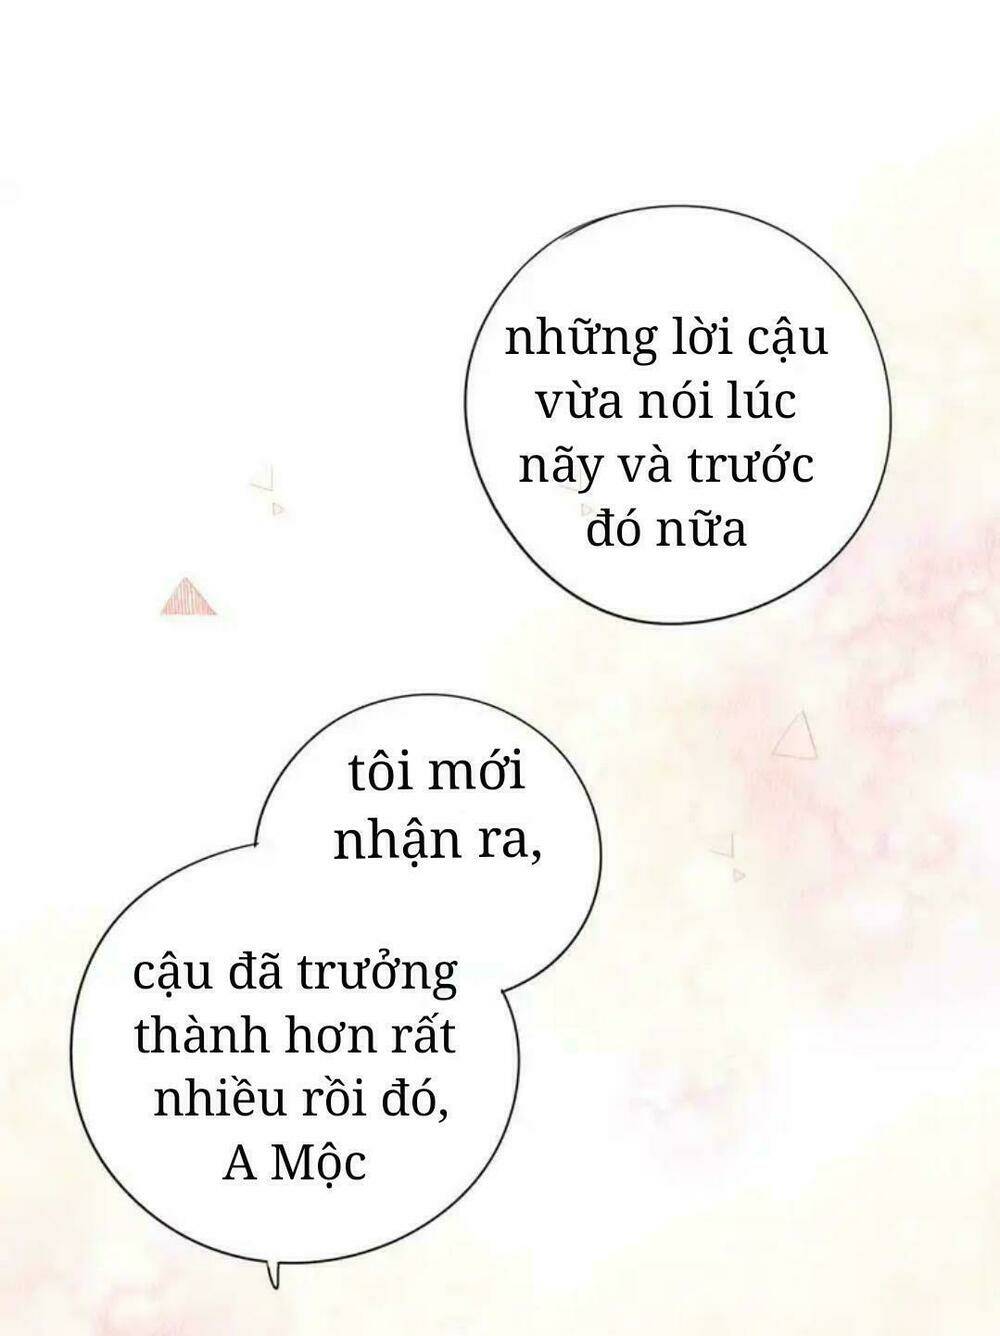 những lời cậu
vừa nói lúc
nãy và trước
đó nữa
tôi mới
nhận ra,
cậu đã trưởng
thành hơn rất
nhiều rồi đó,
A Mộc